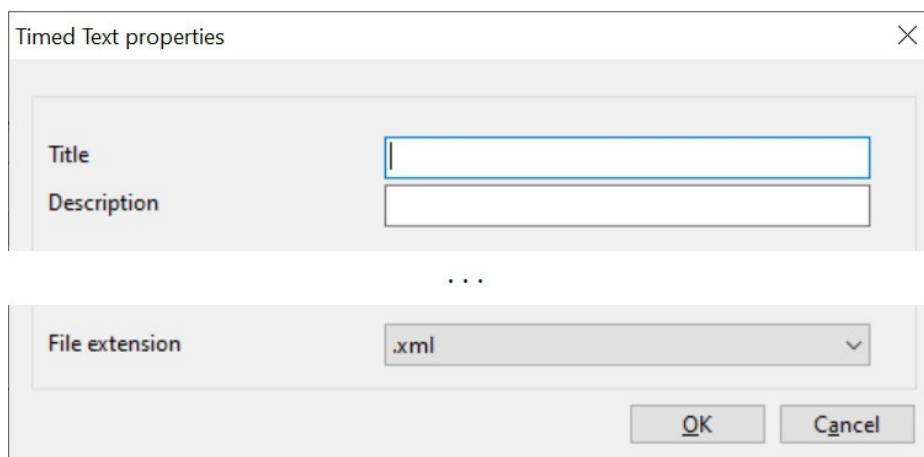 Timed Text properties
Title
Description
. . .
File extension .xml
OK Cancel